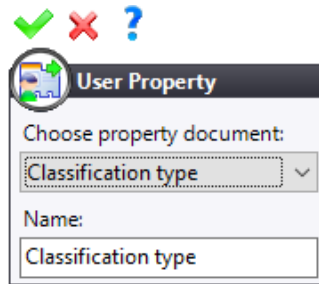 ?
User Property
Choose property document:
Classification type
Name:
Classification type